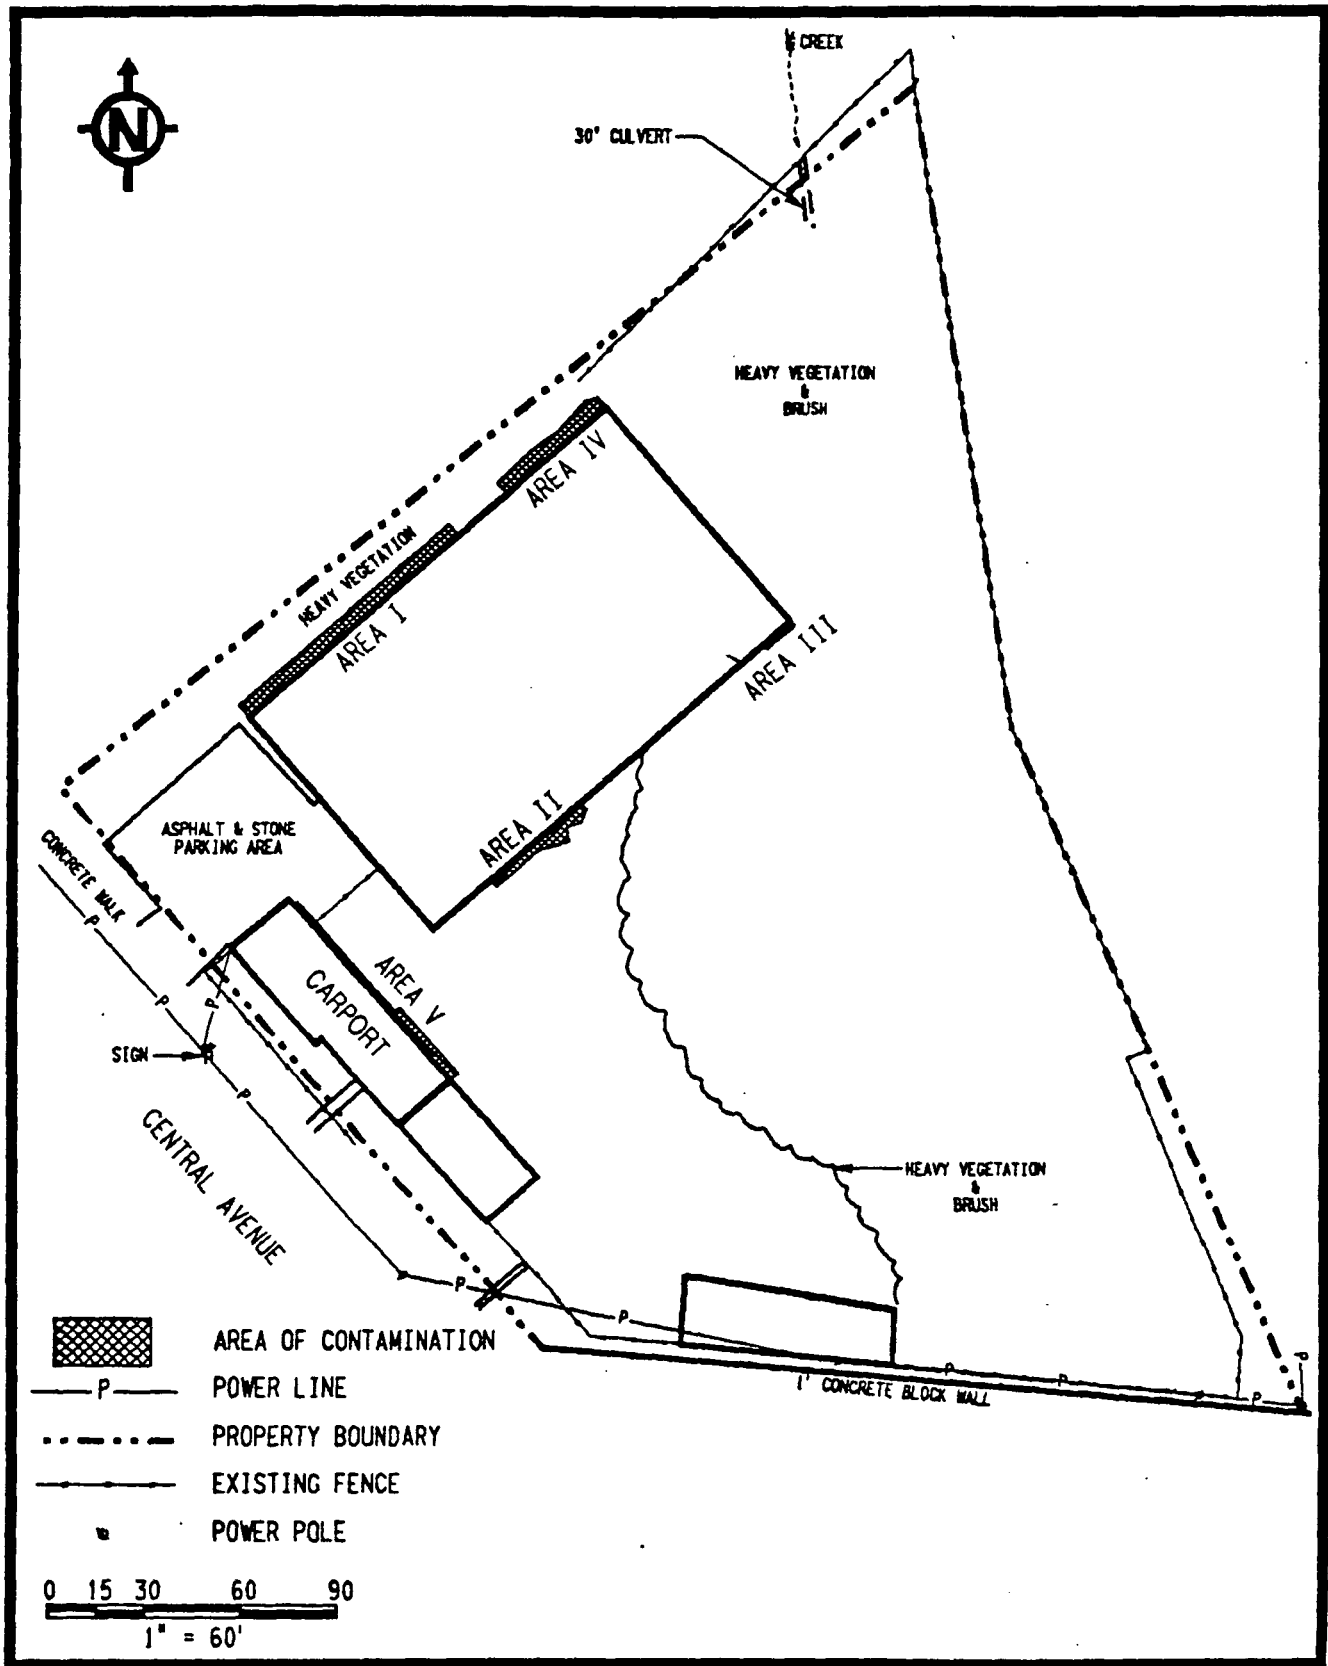 CREEK
N
30' CULVERT
HEAVY VEGETATION
&
BRUSH
AREA IV
HEAVY VEGETATION
AREA I
AREA III
ASPHALT & STONE
PARKING AREA
AREA II
CONCRETE WALK
P
AREA V
CARPORT
P
P
SIGN
P
CENTRAL AVENUE
HEAVY VEGETATION
&
BRUSH
P
P
P
P
P
P
1' CONCRETE BLOCK WALL
AREA OF CONTAMINATION
P
POWER LINE
PROPERTY BOUNDARY
EXISTING FENCE
POWER POLE
0 15 30 60 90
1" = 60'